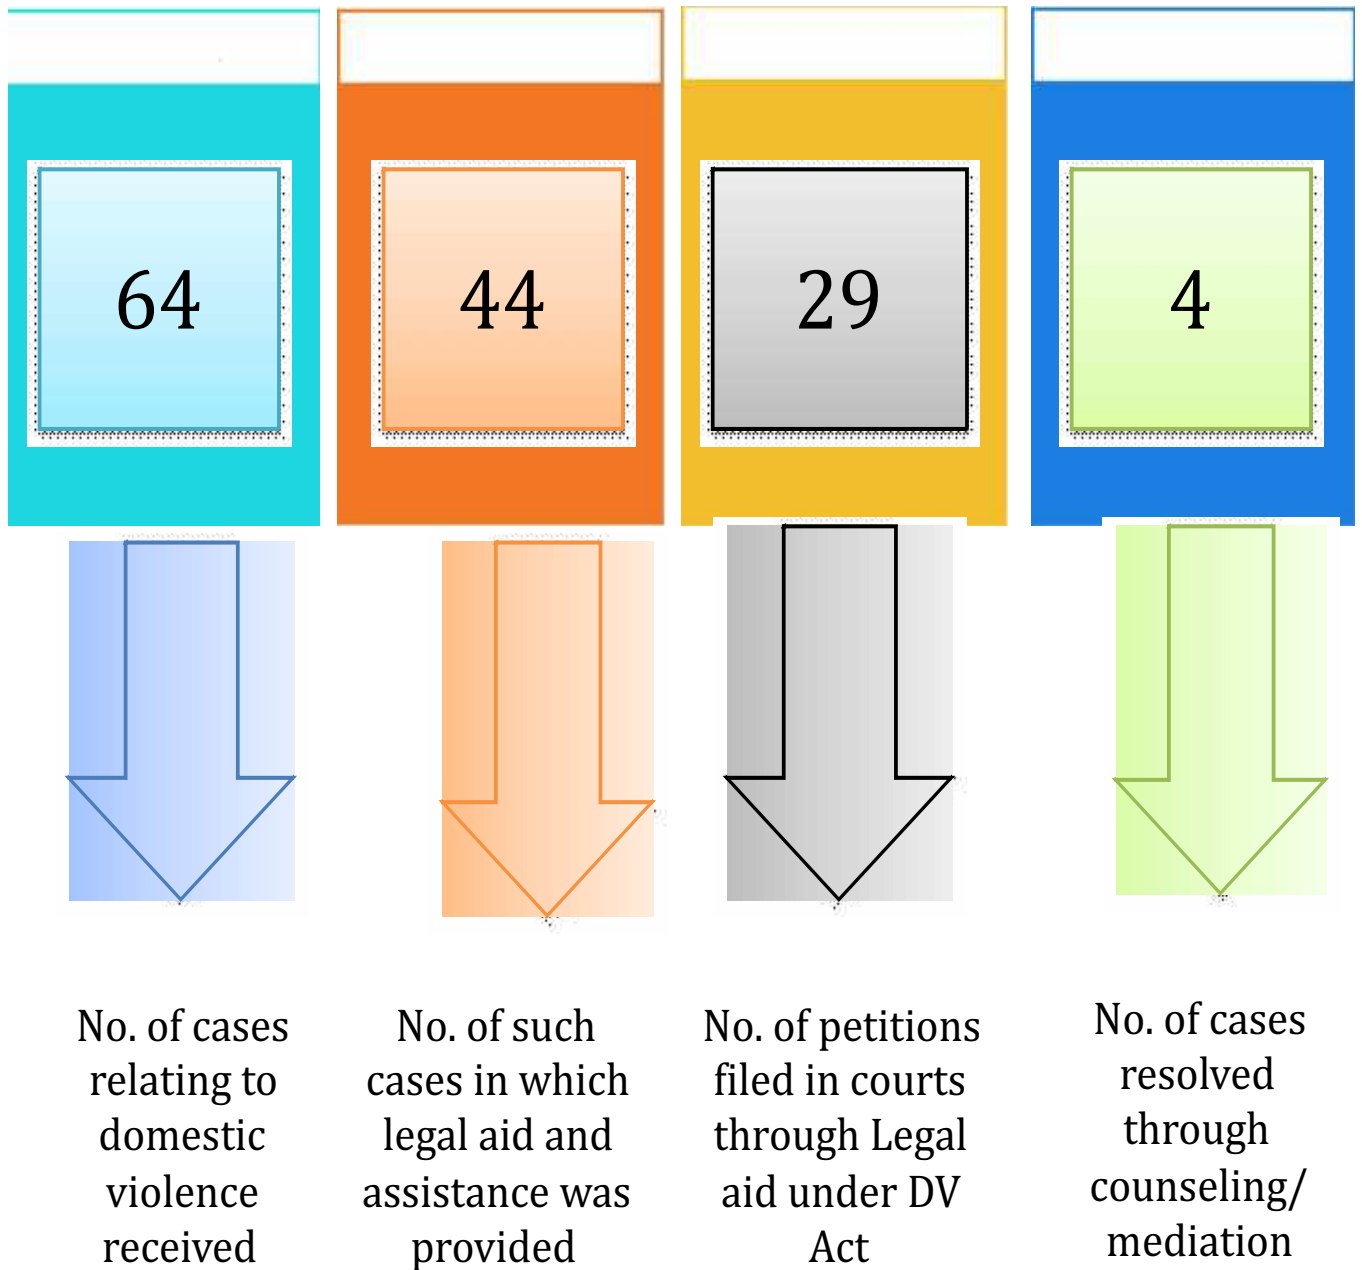 64
44
29
4
No. of cases
relating to
domestic
violence
received
No. of such
cases in which
legal aid and
assistance was
provided
No. of petitions
filed in courts
through Legal
aid under DV
Act
No. of cases
resolved
through
counseling/
mediation